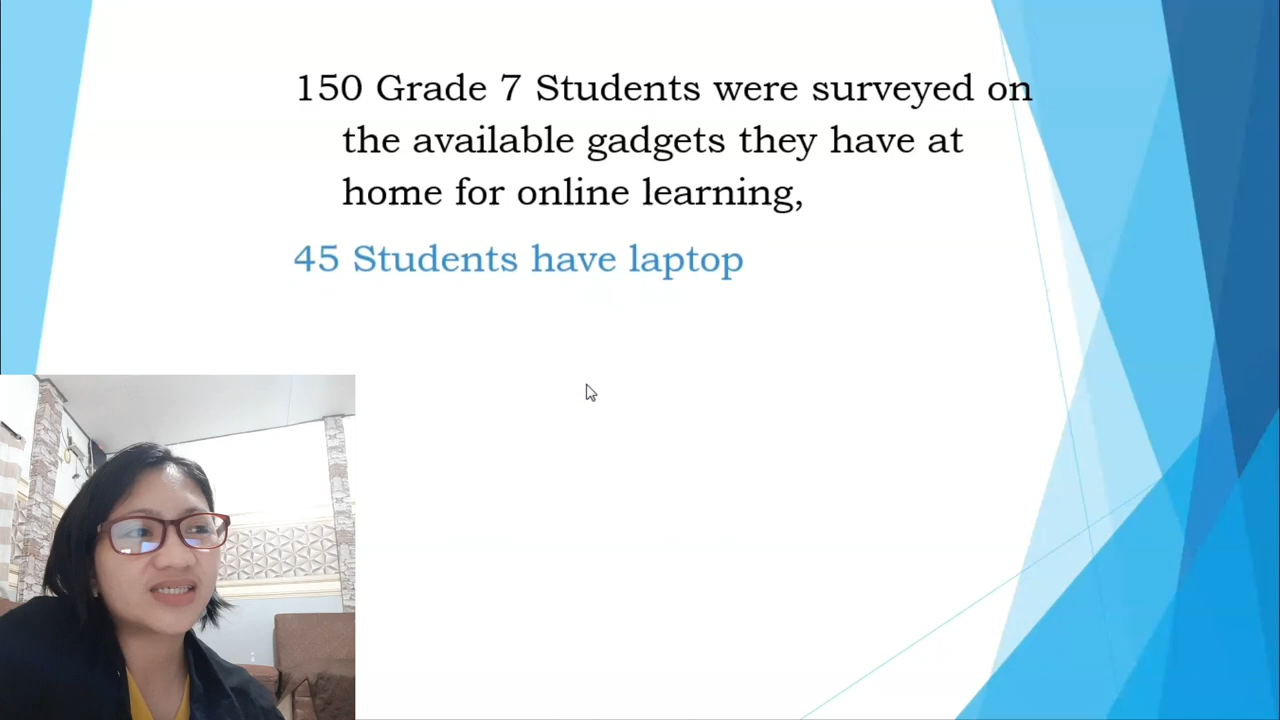 150 Grade 7 Students were surveyed on
the available gadgets they have at
home for online learning,
45 Students have laptop